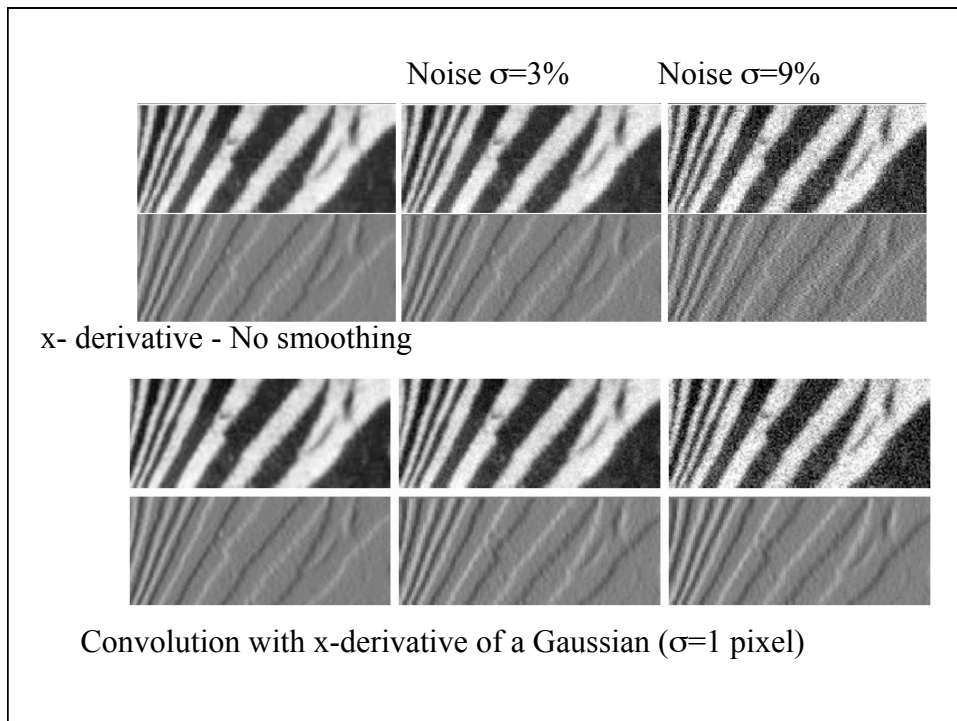 Noise σ=3% Noise σ=9%
x- derivative - No smoothing
Convolution with x-derivative of a Gaussian (σ=1 pixel)